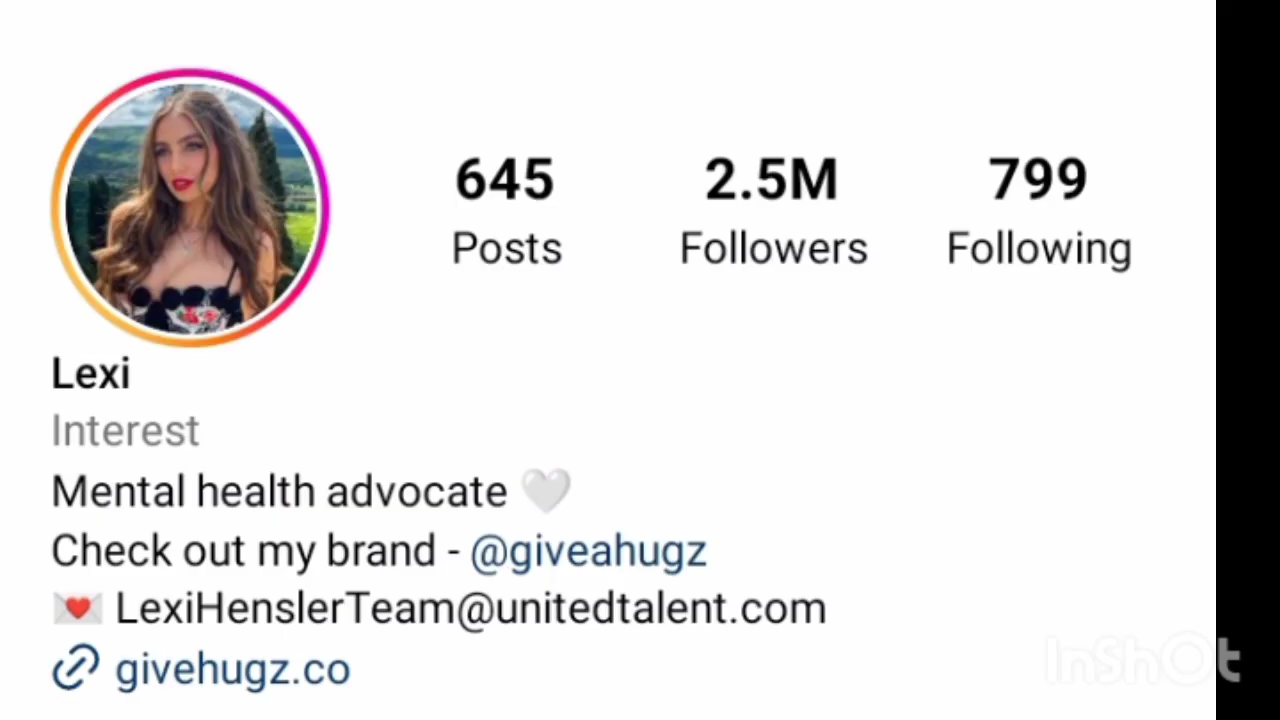 645 2.5M 799
Posts Followers Following
Lexi
Interest
Mental health advocate 🤍
Check out my brand - @giveahugz
💌 LexiHenslerTeam@unitedtalent.com
givehugz.co
InShOt